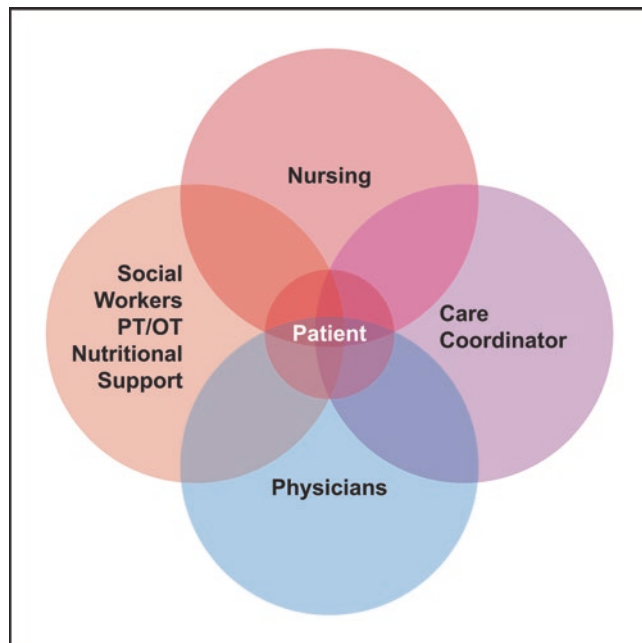 Nursing
Social
Workers
PT/OT
Nutritional
Support
Patient
Care
Coordinator
Physicians